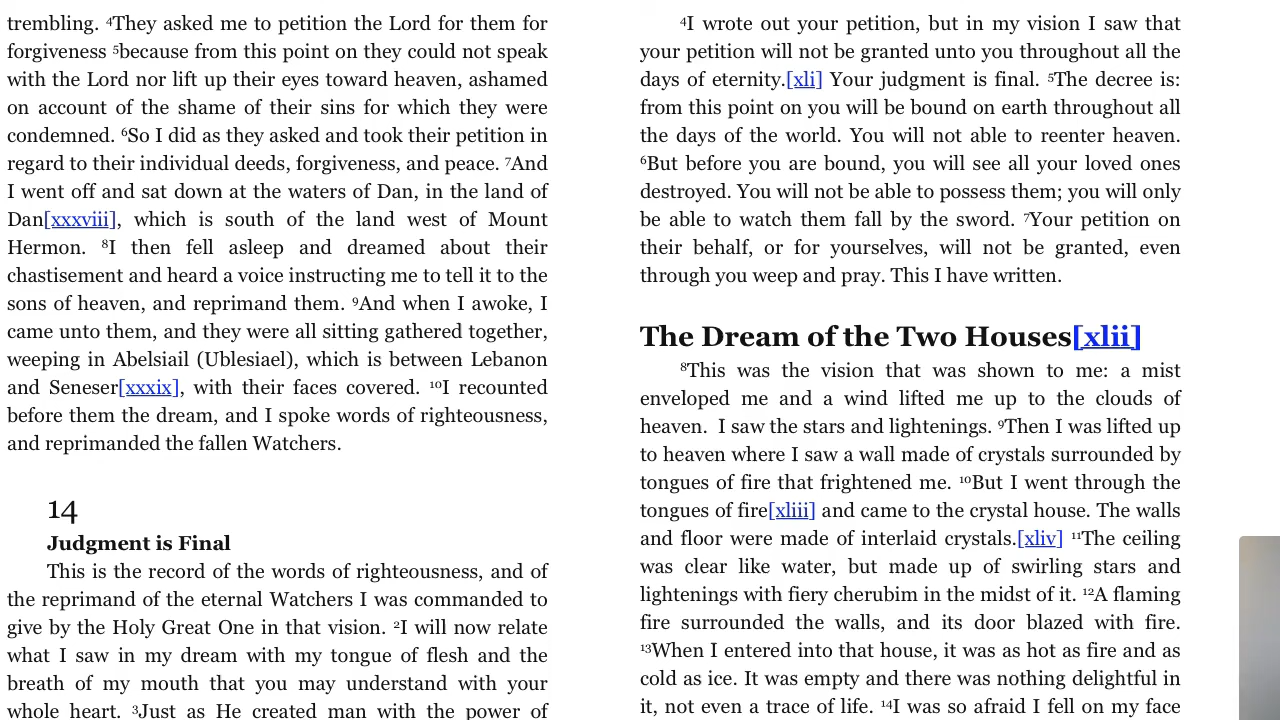 trembling. ⁴They asked me to petition the Lord for them for
forgiveness ⁵because from this point on they could not speak
with the Lord nor lift up their eyes toward heaven, ashamed
on account of the shame of their sins for which they were
condemned. ⁶So I did as they asked and took their petition in
regard to their individual deeds, forgiveness, and peace. ⁷And
I went off and sat down at the waters of Dan, in the land of
Dan[xxxviii], which is south of the land west of Mount
Hermon. ⁸I then fell asleep and dreamed about their
chastisement and heard a voice instructing me to tell it to the
sons of heaven, and reprimand them. ⁹And when I awoke, I
came unto them, and they were all sitting gathered together,
weeping in Abelsiail (Ublesiael), which is between Lebanon
and Seneser[xxxix], with their faces covered. ¹⁰I recounted
before them the dream, and I spoke words of righteousness,
and reprimanded the fallen Watchers.
14
Judgment is Final
This is the record of the words of righteousness, and of
the reprimand of the eternal Watchers I was commanded to
give by the Holy Great One in that vision. ²I will now relate
what I saw in my dream with my tongue of flesh and the
breath of my mouth that you may understand with your
whole heart. ³Just as He created man with the power of
⁴I wrote out your petition, but in my vision I saw that
your petition will not be granted unto you throughout all the
days of eternity.[xli] Your judgment is final. ⁵The decree is:
from this point on you will be bound on earth throughout all
the days of the world. You will not able to reenter heaven.
⁶But before you are bound, you will see all your loved ones
destroyed. You will not be able to possess them; you will only
be able to watch them fall by the sword. ⁷Your petition on
their behalf, or for yourselves, will not be granted, even
through you weep and pray. This I have written.
The Dream of the Two Houses[xlii]
⁸This was the vision that was shown to me: a mist
enveloped me and a wind lifted me up to the clouds of
heaven. I saw the stars and lightenings. ⁹Then I was lifted up
to heaven where I saw a wall made of crystals surrounded by
tongues of fire that frightened me. ¹⁰But I went through the
tongues of fire[xliii] and came to the crystal house. The walls
and floor were made of interlaid crystals.[xliv] ¹¹The ceiling
was clear like water, but made up of swirling stars and
lightenings with fiery cherubim in the midst of it. ¹²A flaming
fire surrounded the walls, and its door blazed with fire.
¹³When I entered into that house, it was as hot as fire and as
cold as ice. It was empty and there was nothing delightful in
it, not even a trace of life. ¹⁴I was so afraid I fell on my face